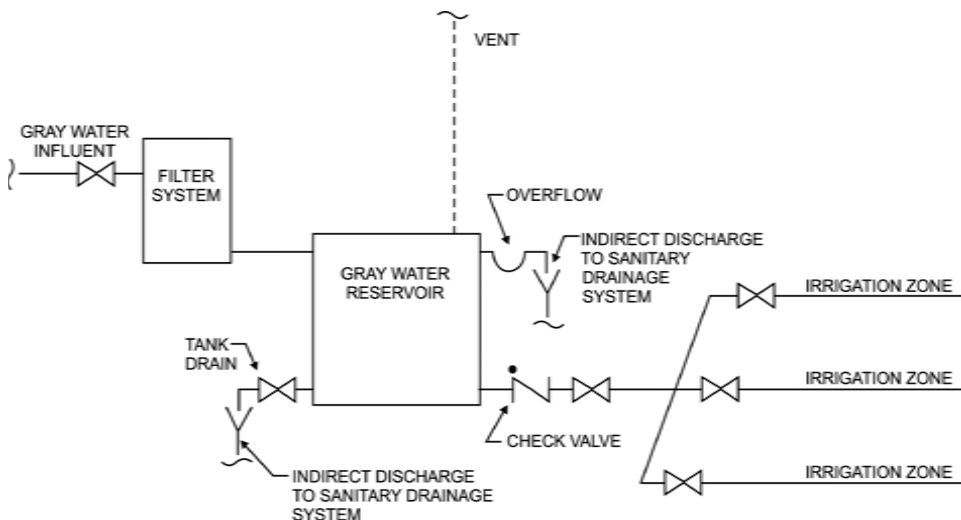 VENT
GRAY WATER
INFLUENT
FILTER
SYSTEM
OVERFLOW
INDIRECT DISCHARGE
TO SANITARY
DRAINAGE
SYSTEM
GRAY WATER
RESERVOIR
IRRIGATION ZONE
TANK
DRAIN
IRRIGATION ZONE
CHECK VALVE
IRRIGATION ZONE
INDIRECT DISCHARGE
TO SANITARY DRAINAGE
SYSTEM